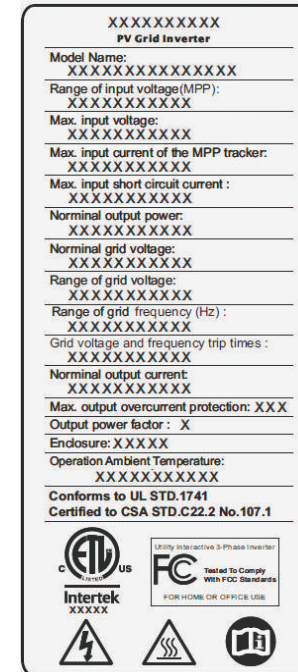 XXXXXXXXXX
PV Grid Inverter
Model Name:
XXXXXXXXXXXXXXX
Range of input voltage(MPP):
XXXXXXXXXXX
Max. input voltage:
XXXXXXXXXXX
Max. input current of the MPP tracker:
XXXXXXXXXXX
Max. input short circuit current :
XXXXXXXXXXX
Norminal output power:
XXXXXXXXXXX
Norminal grid voltage:
XXXXXXXXXXX
Range of grid voltage:
XXXXXXXXXXX
Range of grid frequency (Hz) :
XXXXXXXXXXX
Grid voltage and frequency trip times :
XXXXXXXXXXX
Norminal output current:
XXXXXXXXXXX
Max. output overcurrent protection: XXX
Output power factor : X
Enclosure: XXXXX
Operation Ambient Temperature:
XXXXXXXXXXX
Conforms to UL STD.1741
Certified to CSA STD.C22.2 No.107.1
C ETL US
LISTED
Intertek
XXXXX
Utility Interactive 3-Phase Inverter
FC Tested To Comply
With FCC Standards
FOR HOME OR OFFICE USE